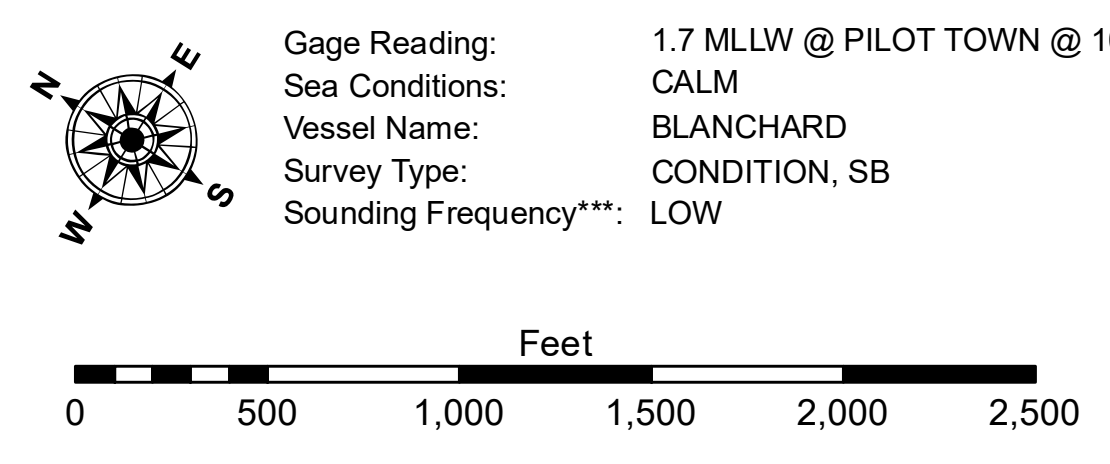 N
E
S
W
Gage Reading: 1.7 MLLW @ PILOT TOWN @
Sea Conditions: CALM
Vessel Name: BLANCHARD
Survey Type: CONDITION, SB
Sounding Frequency***: LOW
Feet
0 500 1,000 1,500 2,000 2,500